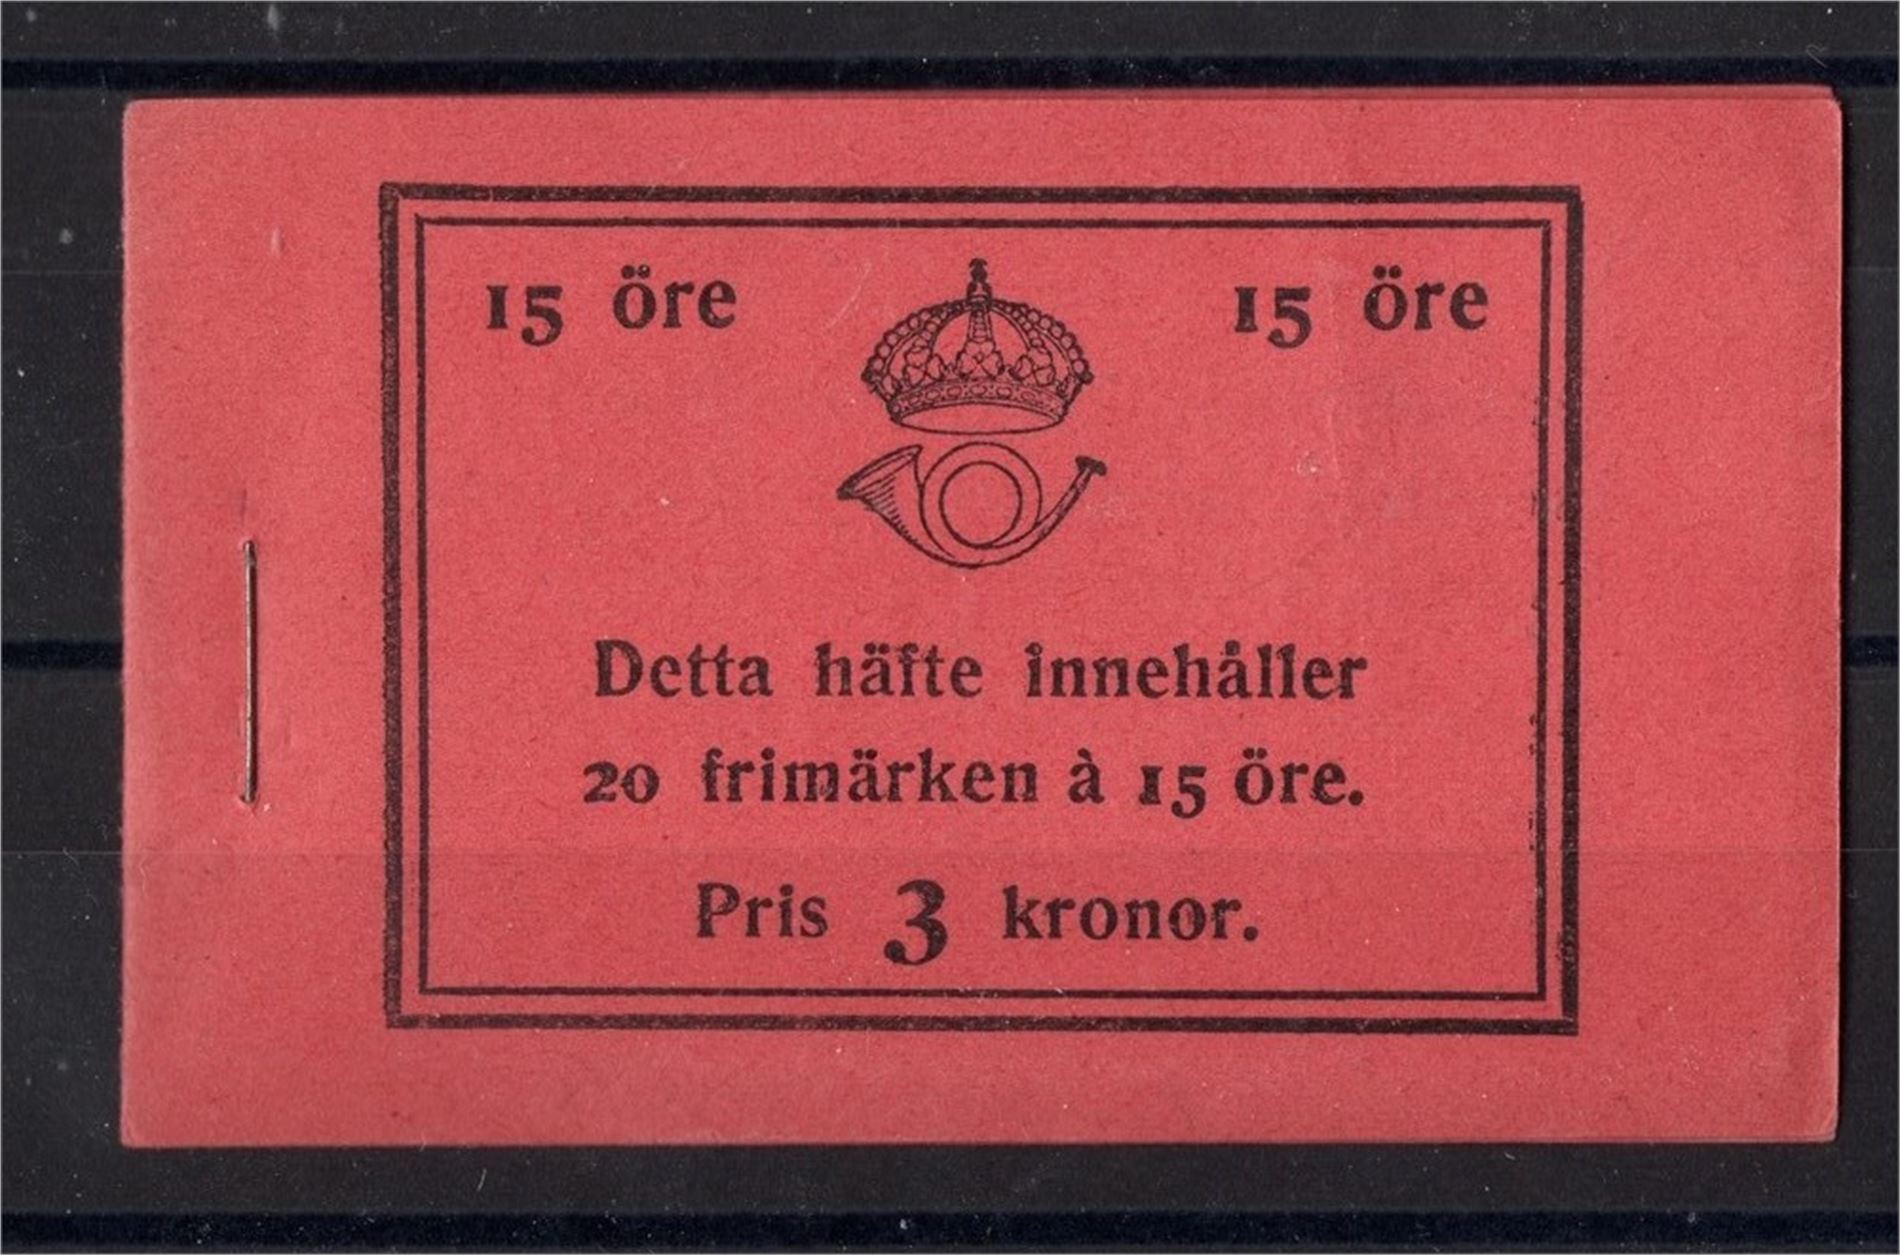 15 öre 15 öre
Detta häfte innehåller
20 frimärken à 15 öre.
Pris 3 kronor.